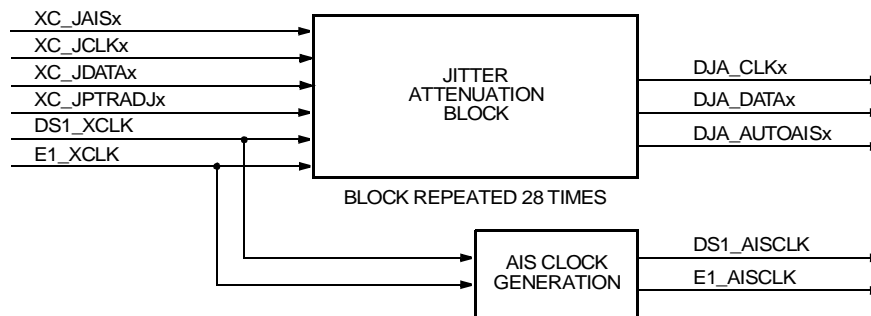 XC_JAISx
XC_JCLKx
XC_JDATAx
XC_JPTRADJx
DS1_XCLK
E1_XCLK
JITTER
ATTENUATION
BLOCK
DJA_CLKx
DJA_DATAx
DJA_AUTOAISx
BLOCK REPEATED 28 TIMES
AIS CLOCK
GENERATION
DS1_AISCLK
E1_AISCLK